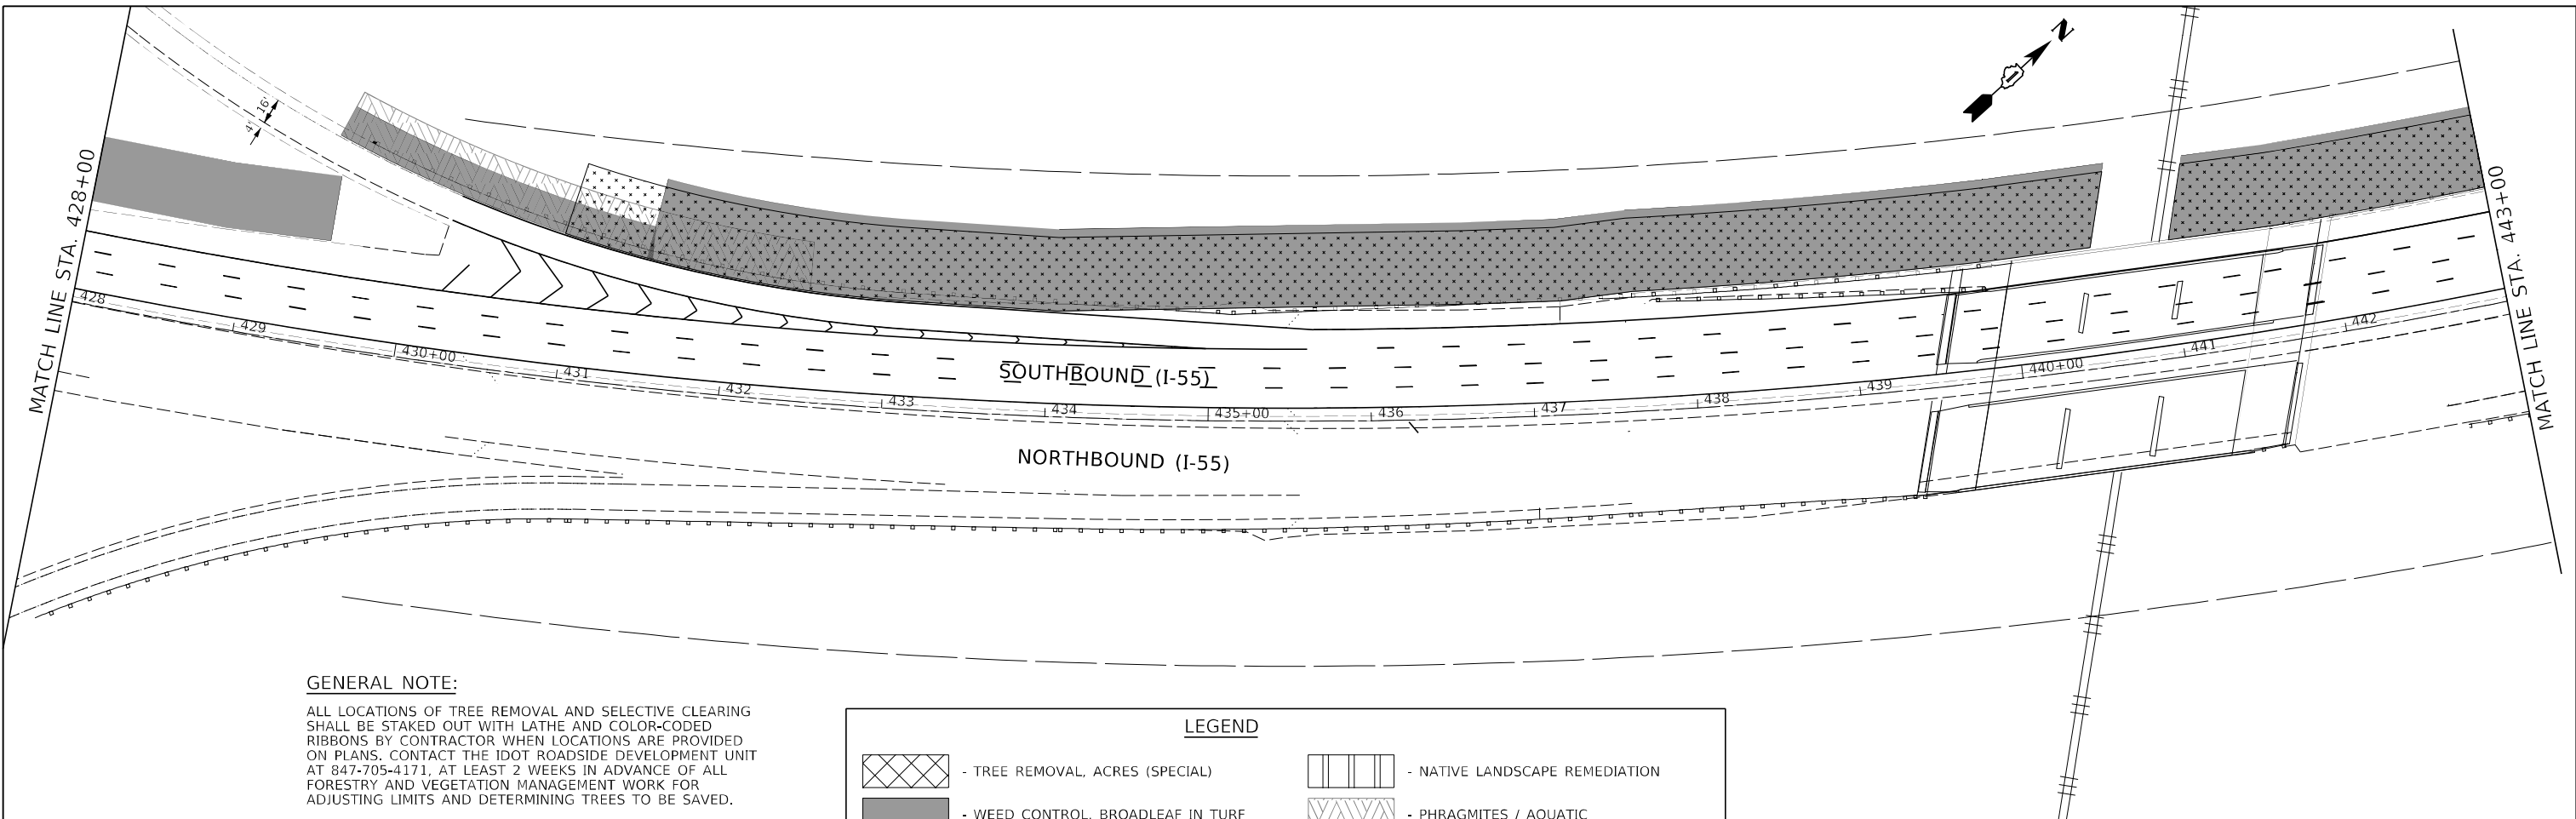 N
16'
4'
MATCH LINE STA. 428+00
MATCH LINE STA. 443+00
428
429
430+00
431
432
433
434
435+00
436
437
438
439
440+00
441
442
SOUTHBOUND (I-55)
NORTHBOUND (I-55)
GENERAL NOTE:
ALL LOCATIONS OF TREE REMOVAL AND SELECTIVE CLEARING
SHALL BE STAKED OUT WITH LATHE AND COLOR-CODED
RIBBONS BY CONTRACTOR WHEN LOCATIONS ARE PROVIDED
ON PLANS. CONTACT THE IDOT ROADSIDE DEVELOPMENT UNIT
AT 847-705-4171, AT LEAST 2 WEEKS IN ADVANCE OF ALL
FORESTRY AND VEGETATION MANAGEMENT WORK FOR
ADJUSTING LIMITS AND DETERMINING TREES TO BE SAVED.
LEGEND
- TREE REMOVAL, ACRES (SPECIAL)
- NATIVE LANDSCAPE REMEDIATION
- WEED CONTROL, BROADLEAF IN TURF
- PHRAGMITES / AQUATIC